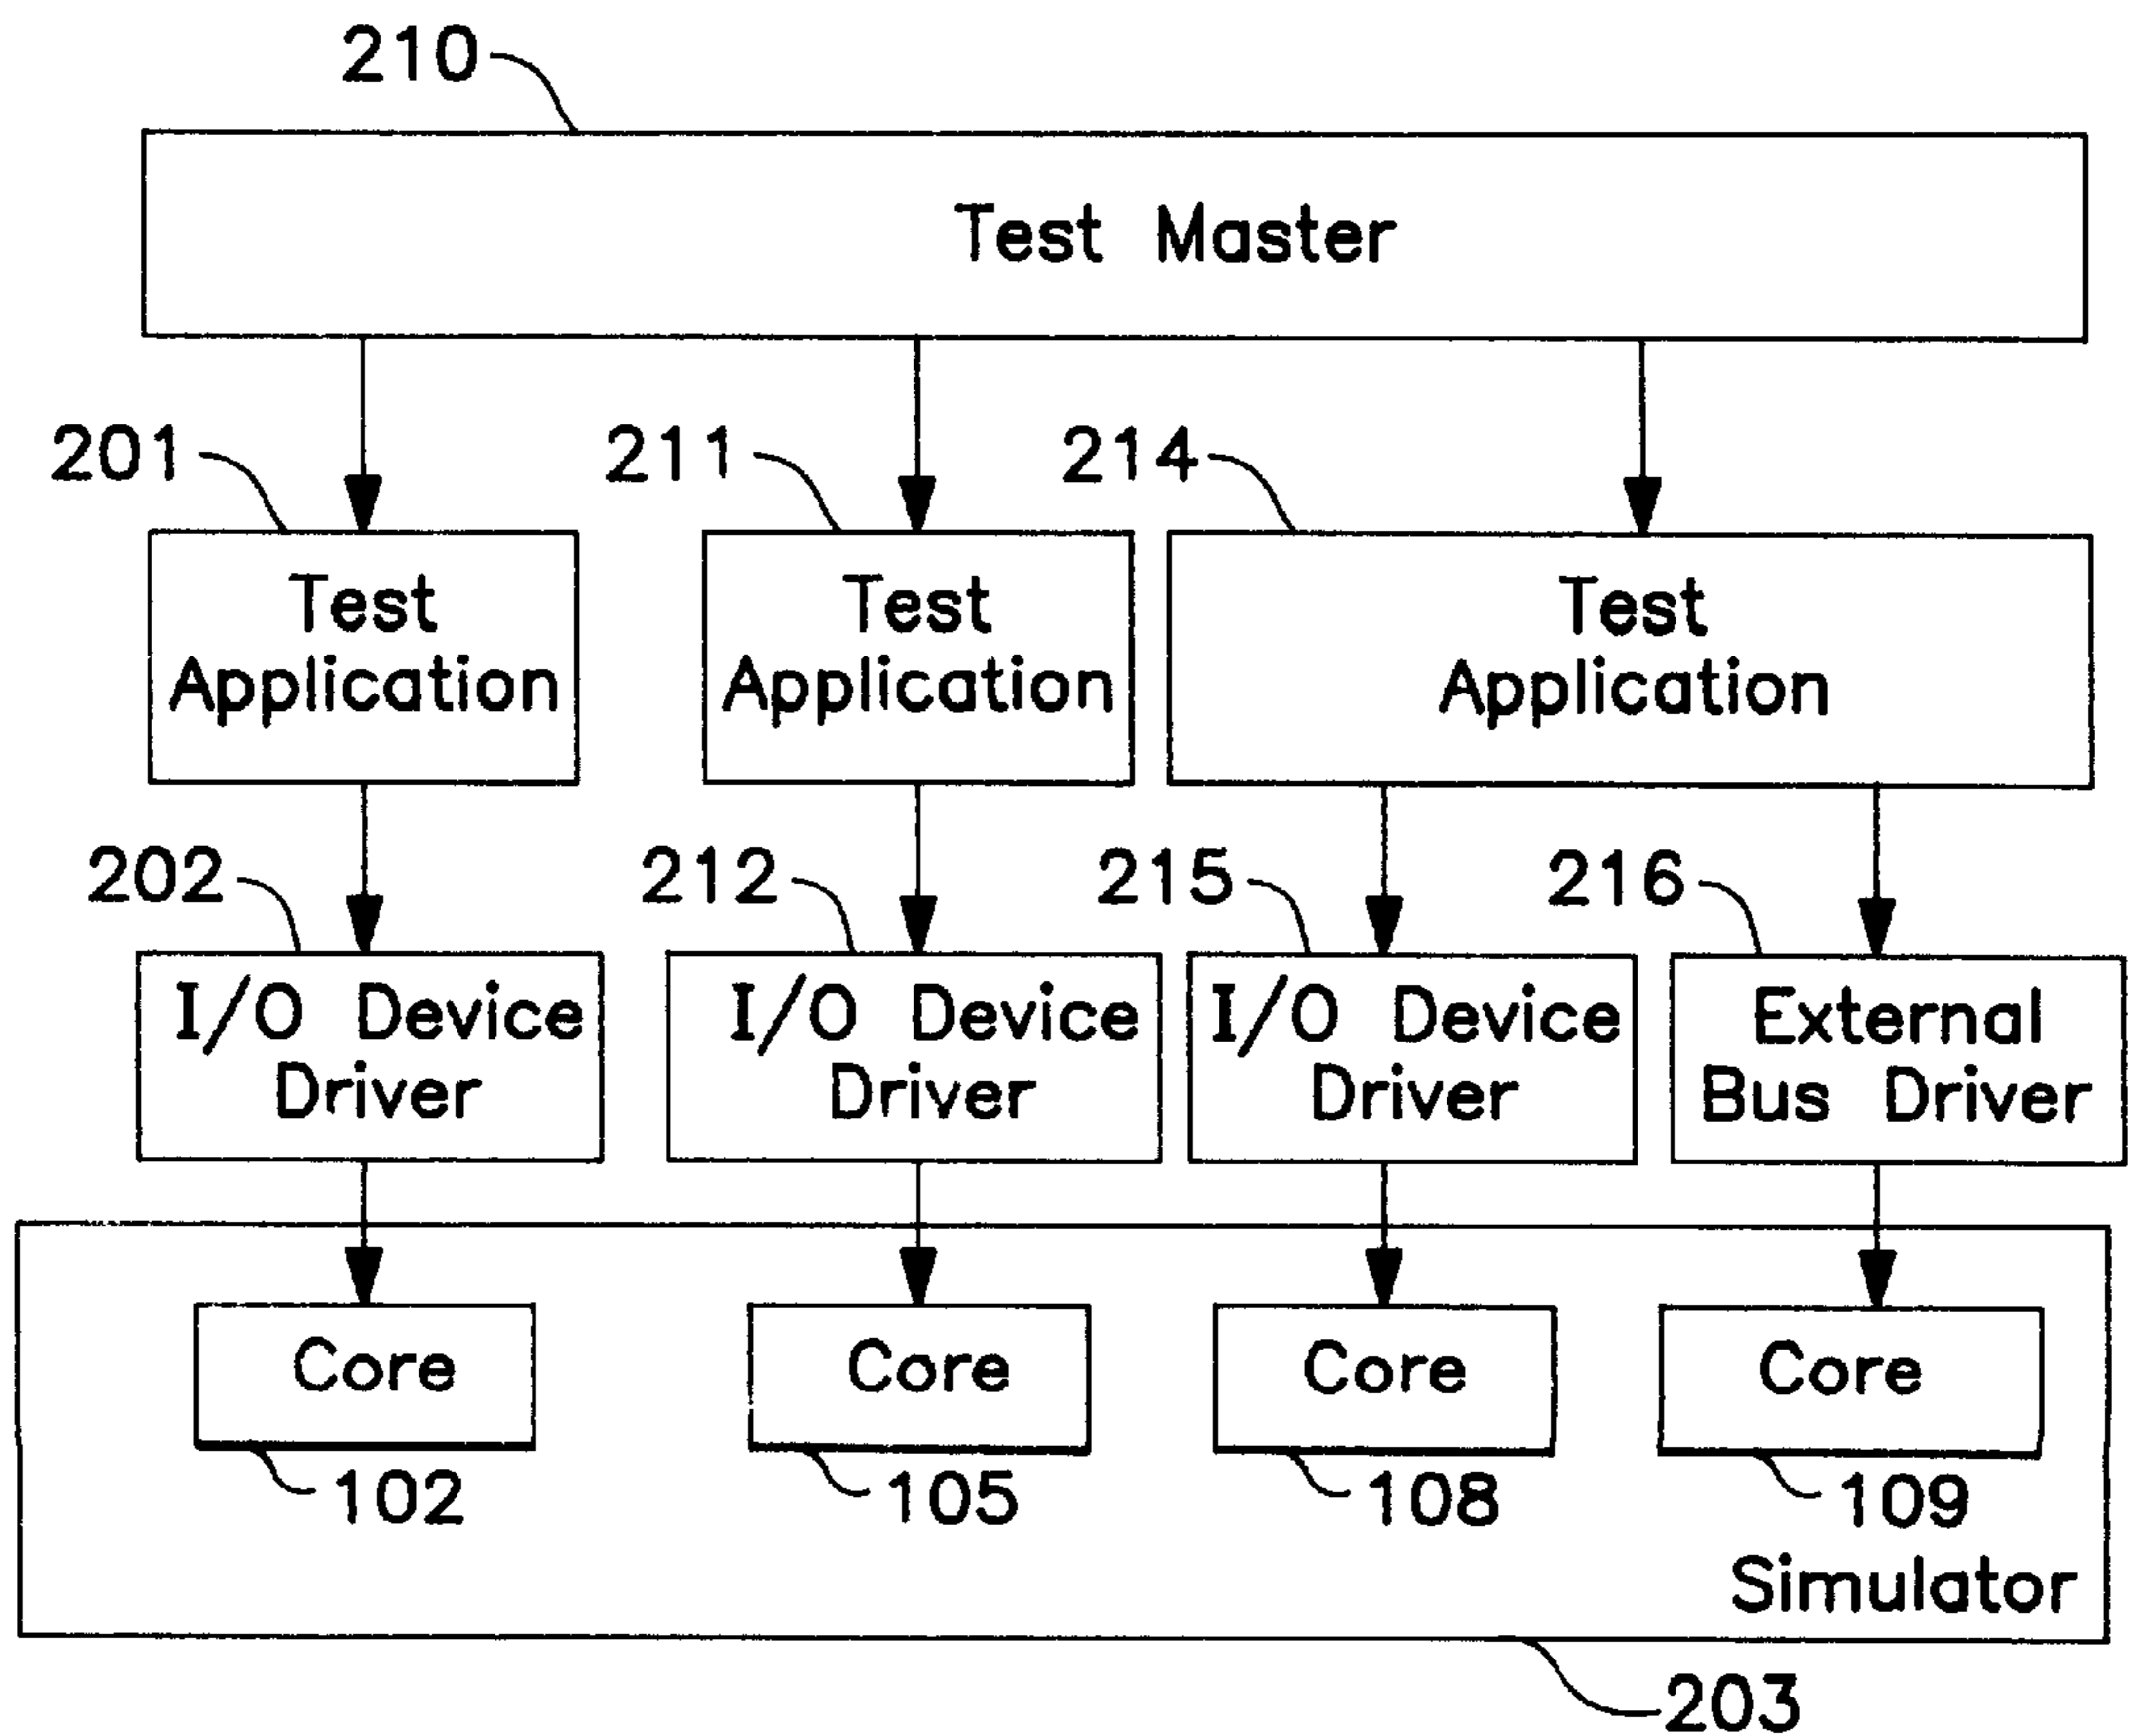 210
Test Master
201
211
214
Test
Application
Test
Application
Test
Application
202
212
215
216
I/O Device
Driver
I/O Device
Driver
I/O Device
Driver
External
Bus Driver
Core
Core
Core
Core
102
105
108
109
Simulator
203